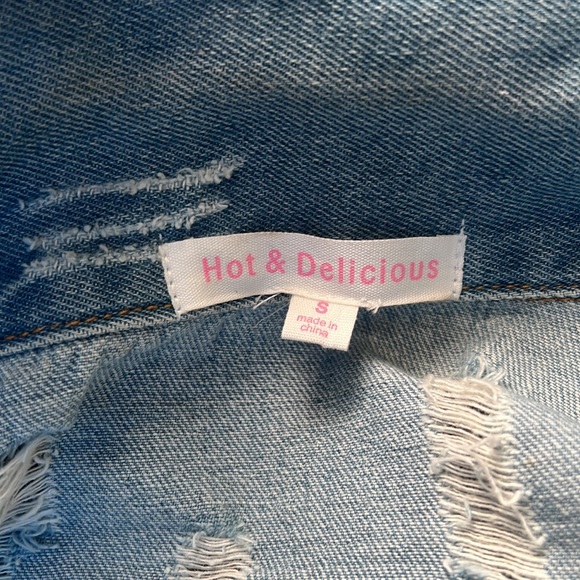 Hot & Delicious
S
made in
china